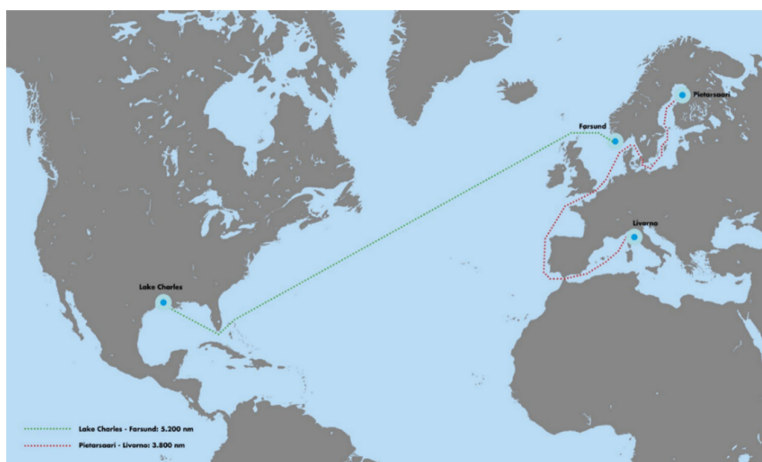 Pietarsaari
Farsund
Livorno
Lake Charles
Lake Charles - Farsund: 5.200 nm
Pietarsaari - Livorno: 3.800 nm